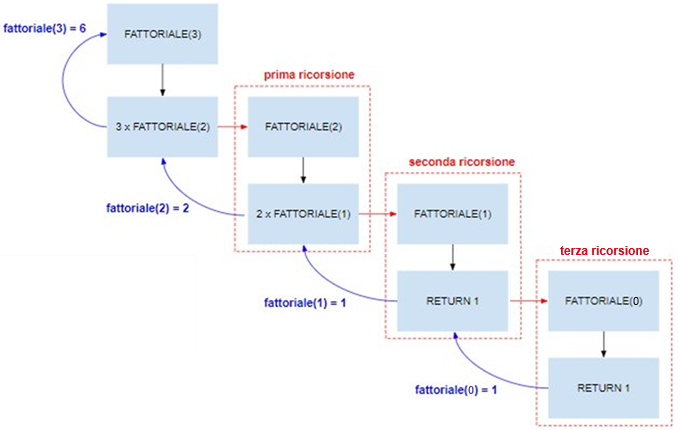 fattoriale(3) = 6
FATTORIALE(3)
prima ricorsione
3 x FATTORIALE(2)
FATTORIALE(2)
seconda ricorsione
fattoriale(2) = 2
2 x FATTORIALE(1)
FATTORIALE(1)
terza ricorsione
fattoriale(1) = 1
RETURN 1
FATTORIALE(0)
fattoriale(0) = 1
RETURN 1